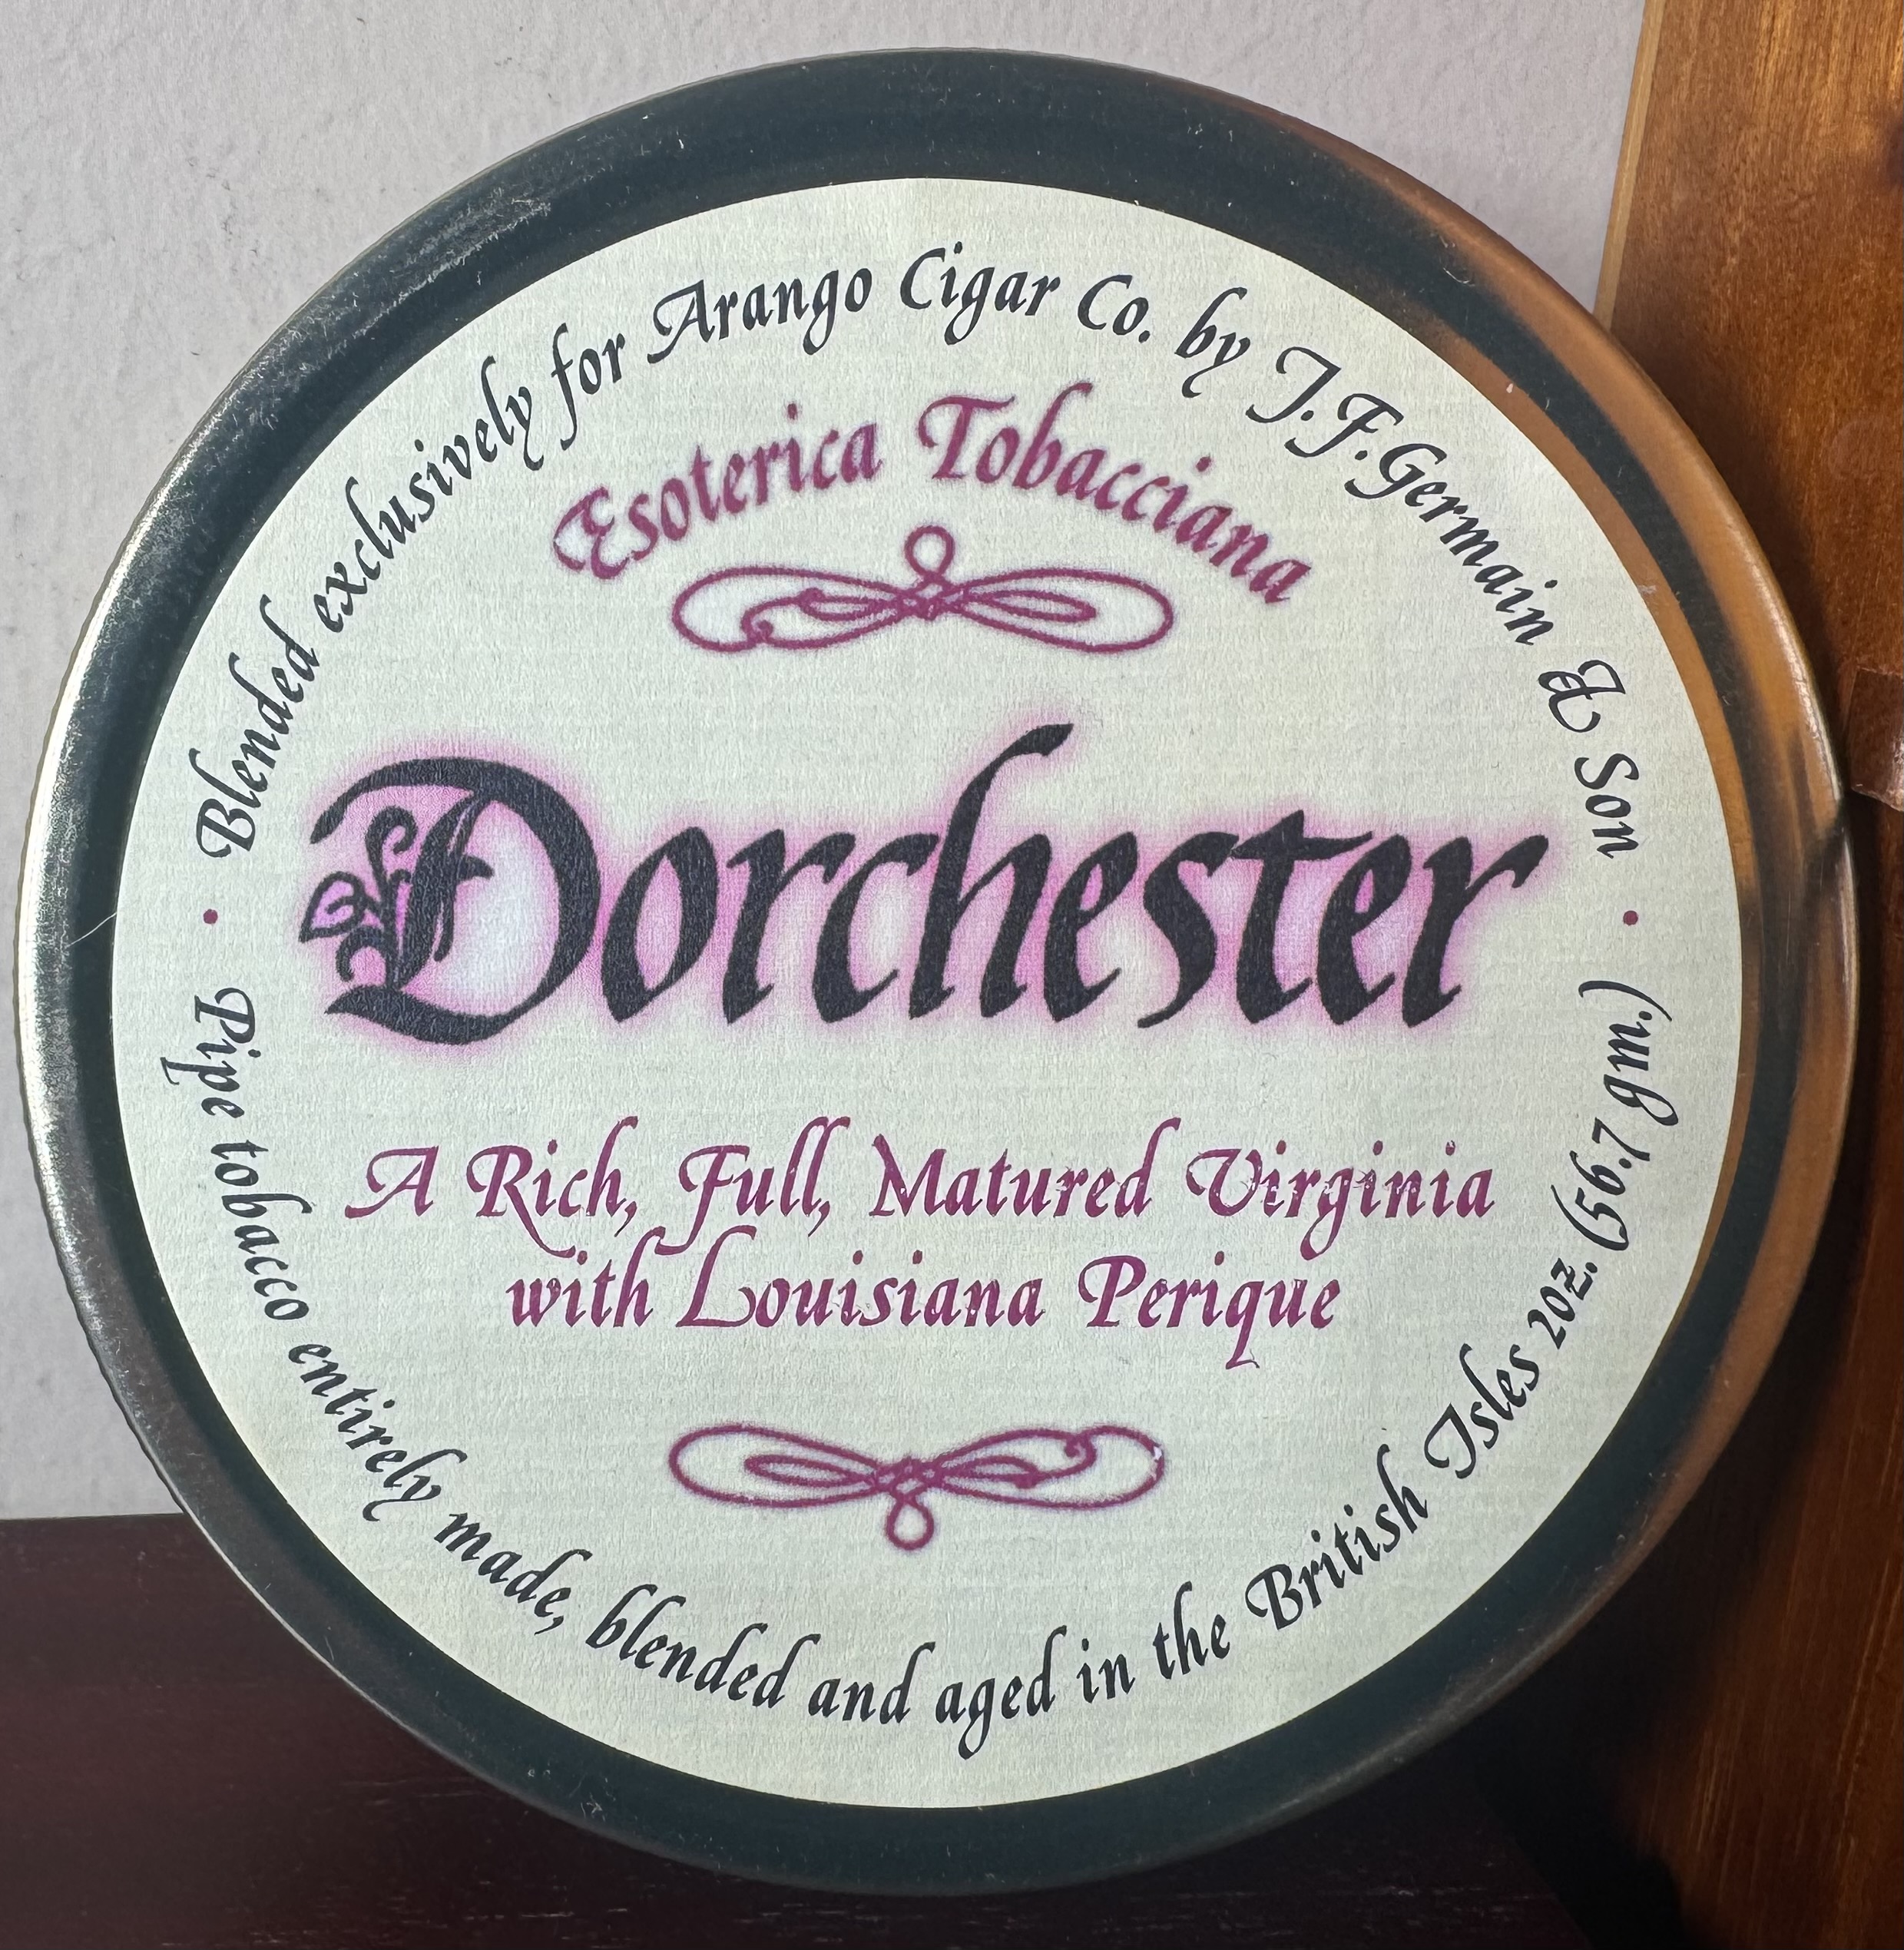 Blended exclusively for Arango Cigar Co. by J.F.Germain & Son
Esoterica Tobacciana
Dorchester
A Rich, Full, Matured Virginia
with Louisiana Perique
Pipe tobacco entirely made, blended and aged in the British Isles 2oz. (56.7 gm.)